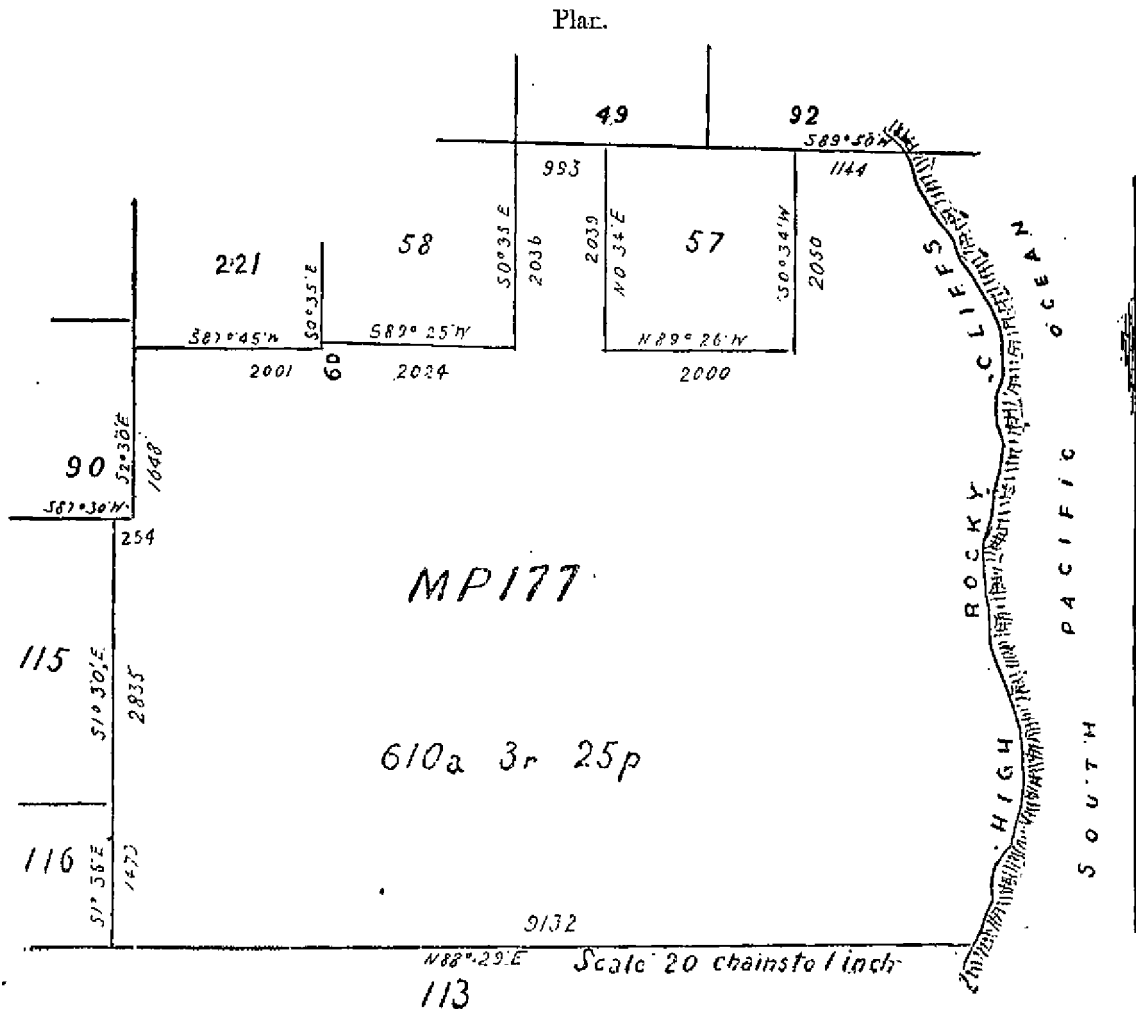 Plan.
49
92
S89°50'W
993
1144
S0°35'E
2036
2039
N0°34'E
57
S0°34'W
2050
58
221
S0°35'E
S87°45'W
S89°25'W
N89°26'W
2001
60
2024
2000
90
S2°30'E
1648
S87°30'W
254
MP177
115
S1°30'E
2835
610a 3r 25p
116
S1°36'E
9132
N88°29'E
Scale 20 chains to 1 inch
113
HIGH ROCKY CLIFFS
SOUTH PACIFIC OCEAN